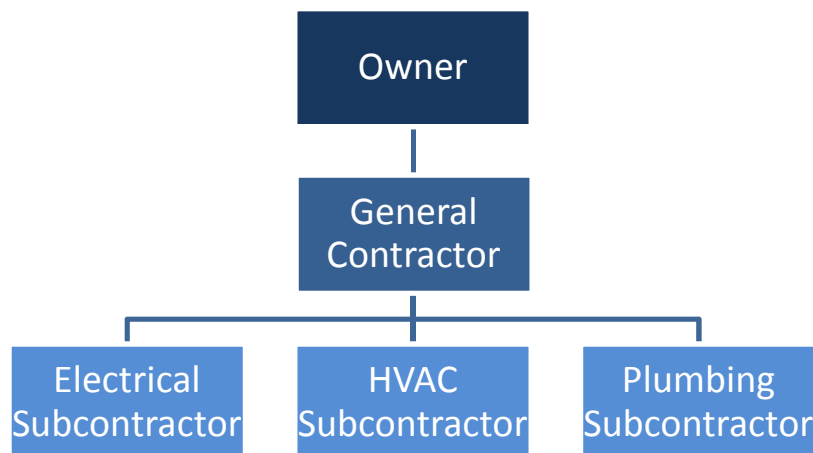 Owner
General
Contractor
Electrical
Subcontractor
HVAC
Subcontractor
Plumbing
Subcontractor